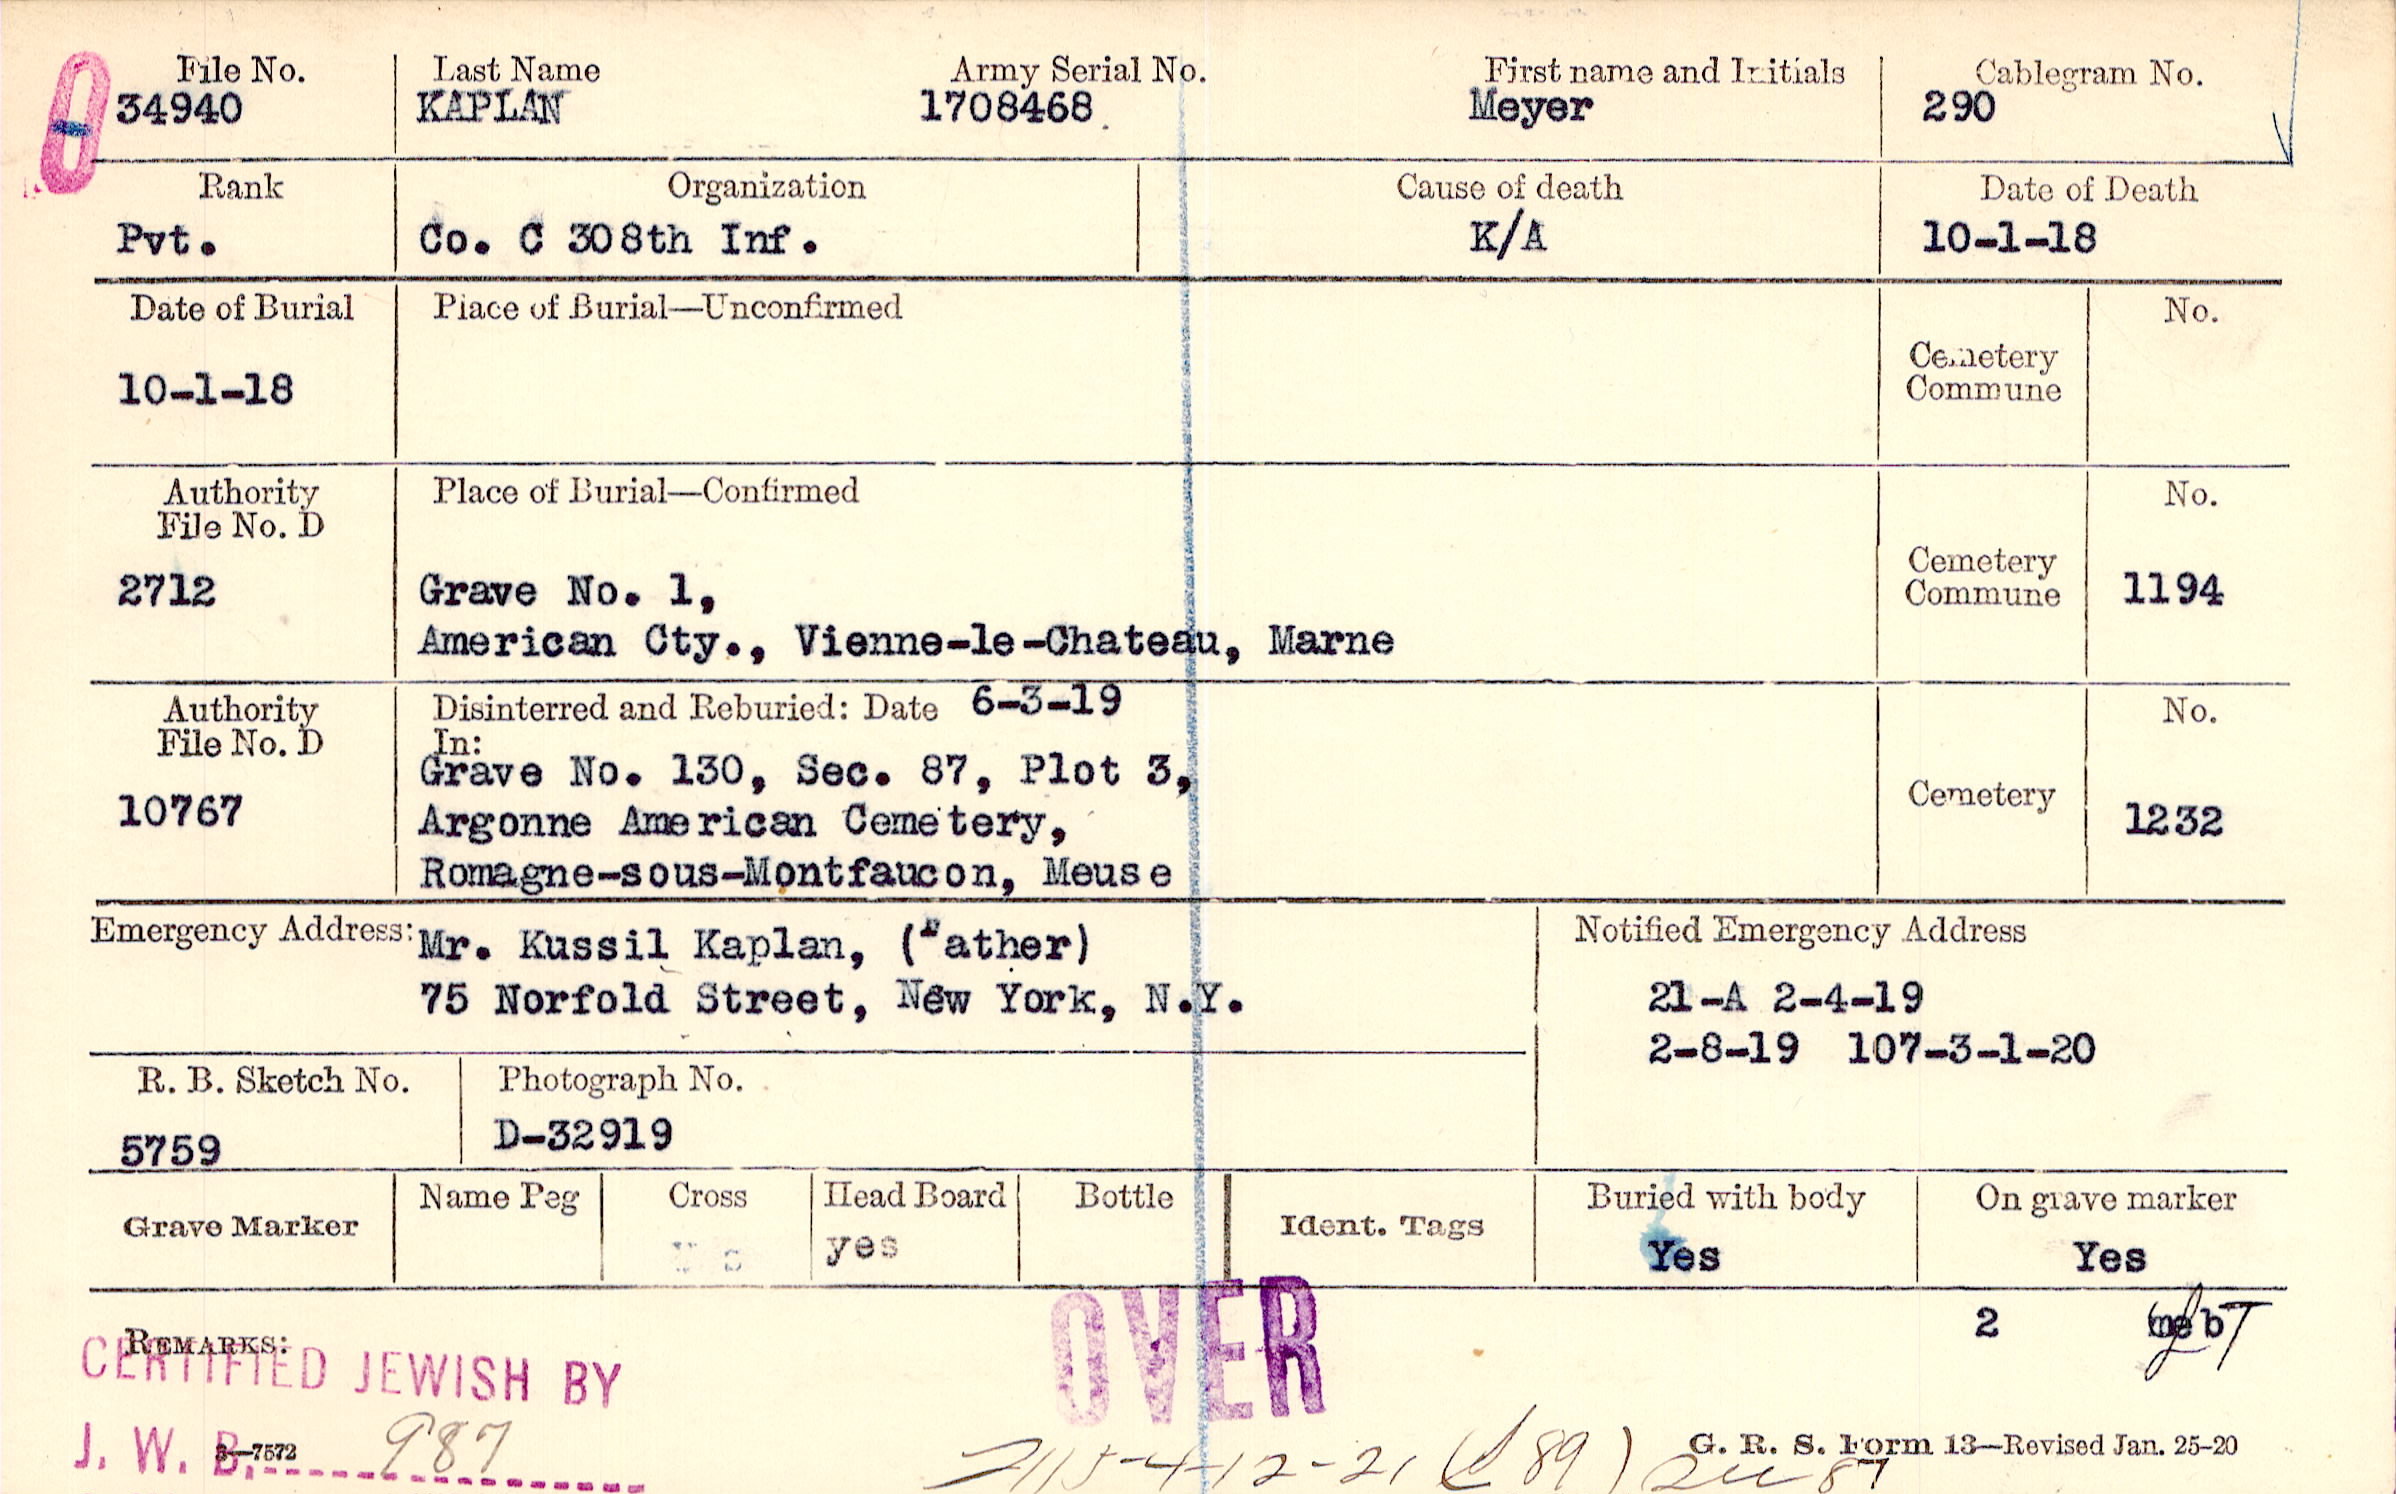 File No. Last Name Army Serial No. First name and Initials Cablegram No.
34940 KAPLAN 1708468 Meyer 290
Rank Organization Cause of death Date of Death
Pvt. Co. C 308th Inf. K/A 10-1-18
Date of Burial Place of Burial—Unconfirmed No.
Cemetery
Commune
10-1-18
Authority Place of Burial—Confirmed No.
File No. D
Cemetery
2712 Grave No. 1, Commune 1194
American Cty., Vienne-le-Chateau, Marne
Authority Disinterred and Reburied: Date 6-3-19 No.
File No. D In:
Grave No. 130, Sec. 87, Plot 3,
10767 Argonne American Cemetery, Cemetery 1232
Romagne-sous-Montfaucon, Meuse
Emergency Address: Mr. Kussil Kaplan, (Father) Notified Emergency Address
75 Norfold Street, New York, N.Y. 21-A 2-4-19
2-8-19 107-3-1-20
R. B. Sketch No. Photograph No.
5759 D-32919
Grave Marker Name Peg Cross Head Board Bottle Ident. Tags Buried with body On grave marker
yes Yes Yes
OVER 2
REMARKS:
CERTIFIED JEWISH BY
J. W. B. 987
3—7572 G. R. S. Form 13—Revised Jan. 25-20